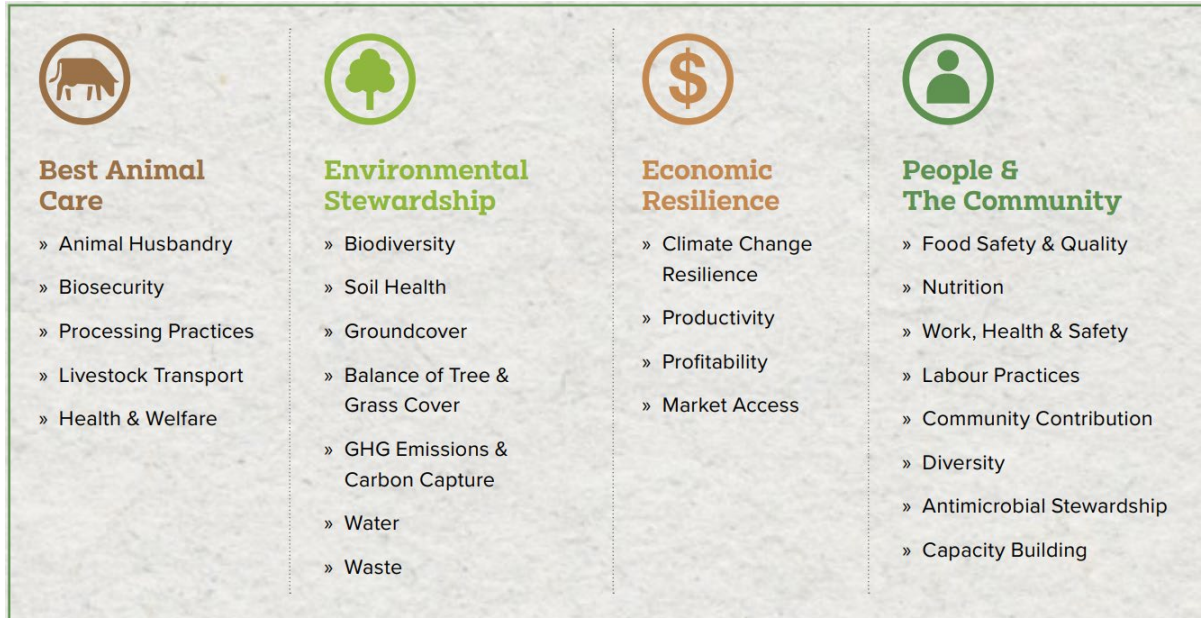 Best Animal
Care
» Animal Husbandry
» Biosecurity
» Processing Practices
» Livestock Transport
» Health & Welfare
Environmental
Stewardship
» Biodiversity
» Soil Health
» Groundcover
» Balance of Tree &
Grass Cover
» GHG Emissions &
Carbon Capture
» Water
» Waste
$
Economic
Resilience
» Climate Change
Resilience
» Productivity
» Profitability
» Market Access
People &
The Community
» Food Safety & Quality
» Nutrition
» Work, Health & Safety
» Labour Practices
» Community Contribution
» Diversity
» Antimicrobial Stewardship
» Capacity Building